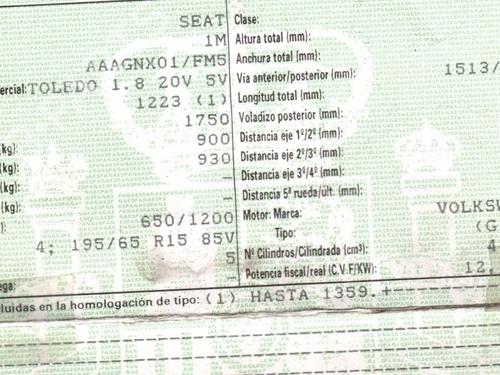 SEAT Clase:
1M Altura total (mm):
AAAGNX01/FM5 Anchura total (mm):
ercial: TOLEDO 1.8 20V 5V Vía anterior/posterior (mm): 1513/
1223 (1) Longitud total (mm):
1750 Voladizo posterior (mm):
(kg): 900 Distancia eje 1º/2º (mm):
(kg): 930 Distancia eje 2º/3º (mm):
(kg): — Distancia eje 3º/4º (mm):
(kg): — Distancia 5ª rueda/últ. (mm):
): 650/1200 Motor: Marca: VOLKSW
4; 195/65 R15 85V Tipo: (G
5 Nº Cilindros/Cilindrada (cm³): 4
ega: — Potencia fiscal/real (C.V.F/KW): 12,
luidas en la homologación de tipo: (1) HASTA 1359.+